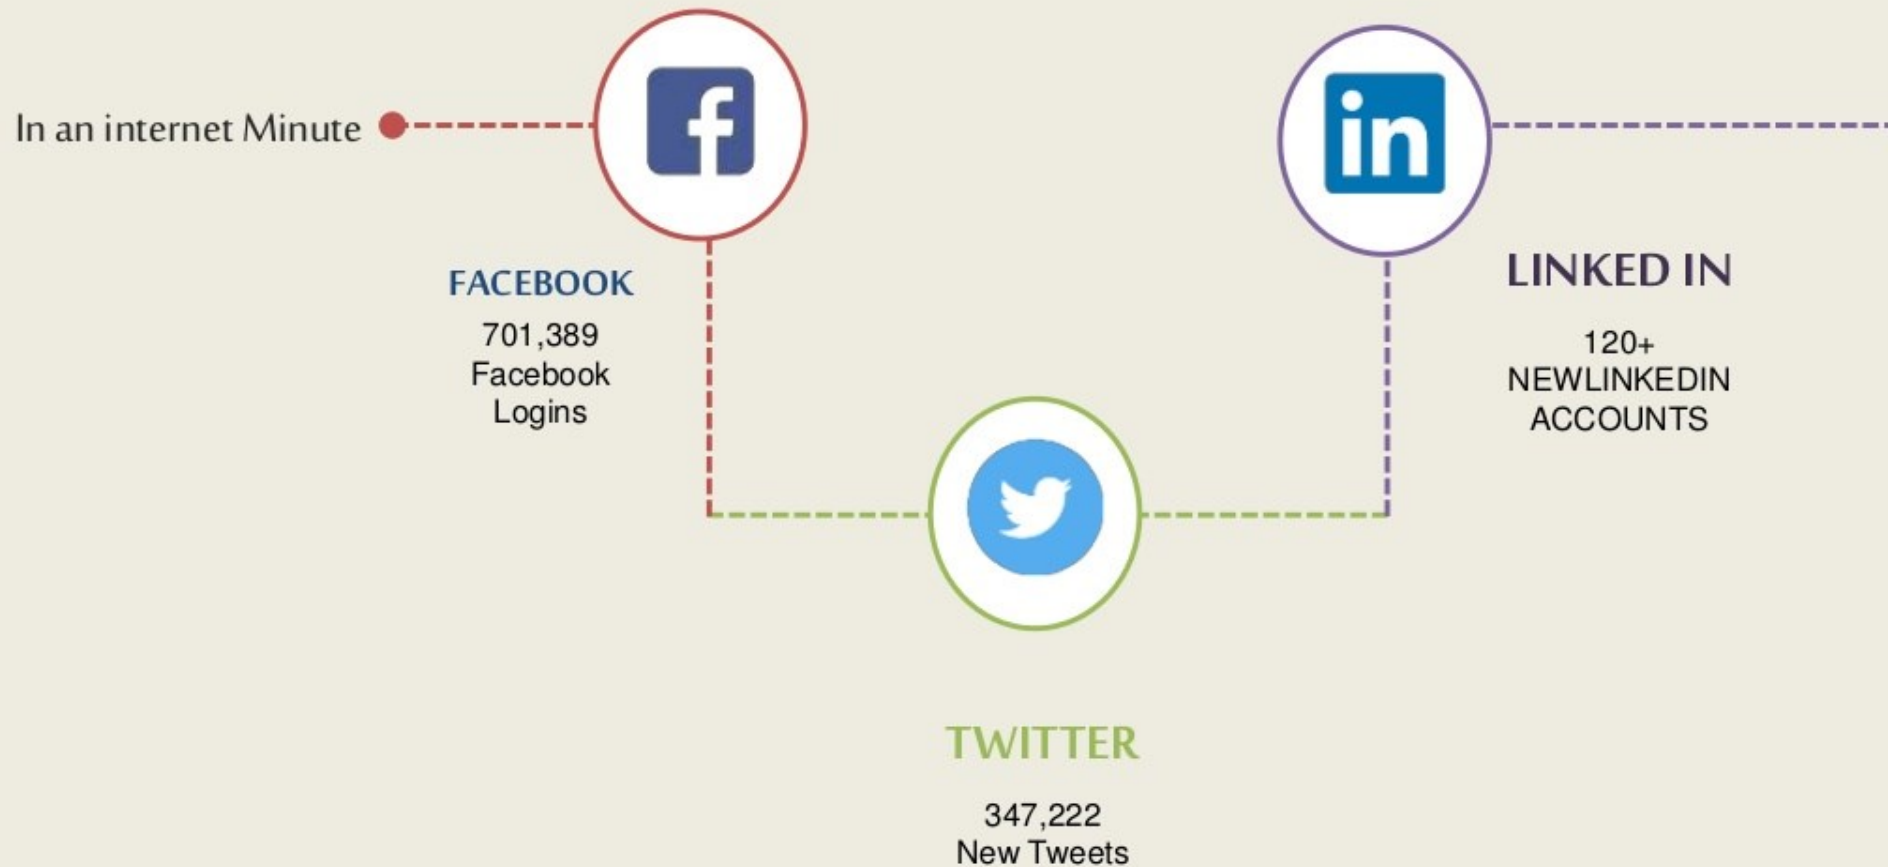 In an internet Minute
f
in
FACEBOOK
701,389
Facebook
Logins
LINKED IN
120+
NEWLINKEDIN
ACCOUNTS
TWITTER
347,222
New Tweets